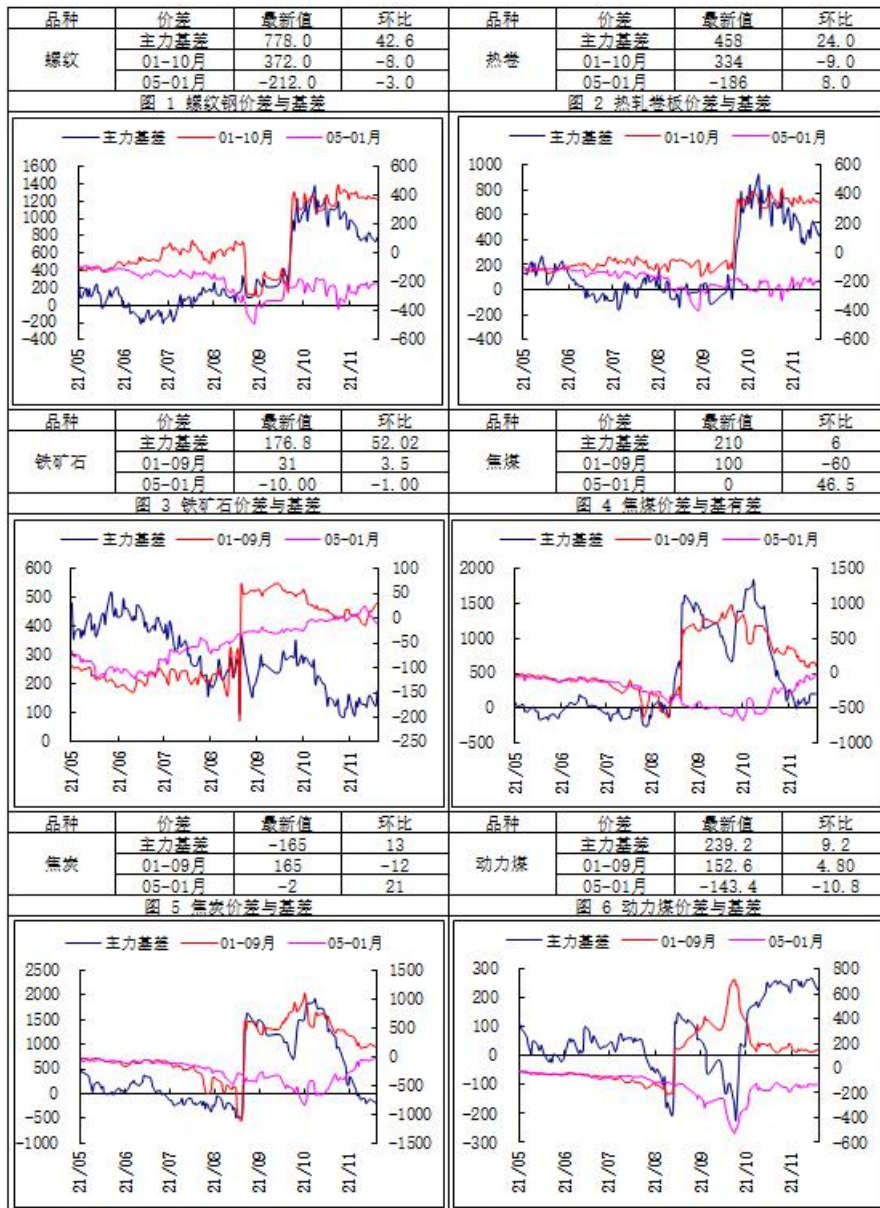 品种 价差 最新值 环比 品种 价差 最新值 环比
螺纹 主力基差 778.0 42.6 热卷 主力基差 458 24.0
01-10月 372.0 -8.0 01-10月 334 -9.0
05-01月 -212.0 -3.0 05-01月 -186 8.0
图 1 螺纹钢价差与基差 图 2 热轧卷板价差与基差
主力基差 01-10月 05-01月
1600 1400 1200 1000 800 600 400 200 0 -200 -400
600 400 200 0 -200 -400 -600
21/05 21/06 21/07 21/08 21/09 21/10 21/11
主力基差 01-10月 05-01月
1000 800 600 400 200 0 -200 -400
600 400 200 0 -200 -400 -600
21/05 21/06 21/07 21/08 21/09 21/10 21/11
品种 价差 最新值 环比 品种 价差 最新值 环比
铁矿石 主力基差 176.8 52.02 焦煤 主力基差 210 6
01-09月 31 3.5 01-09月 100 -60
05-01月 -10.00 -1.00 05-01月 0 46.5
图 3 铁矿石价差与基差 图 4 焦煤价差与基有差
主力基差 01-09月 05-01月
600 500 400 300 200 100 0
100 50 0 -50 -100 -150 -200 -250
21/05 21/06 21/07 21/08 21/09 21/10 21/11
主力基差 01-09月 05-01月
2000 1500 1000 500 0 -500
1500 1000 500 0 -500 -1000
21/05 21/06 21/07 21/08 21/09 21/10 21/11
品种 价差 最新值 环比 品种 价差 最新值 环比
焦炭 主力基差 -165 13 动力煤 主力基差 239.2 9.2
01-09月 165 -12 01-09月 152.6 4.80
05-01月 -2 21 05-01月 -143.4 -10.8
图 5 焦炭价差与基差 图 6 动力煤价差与基差
主力基差 01-09月 05-01月
2500 2000 1500 1000 500 0 -500 -1000
1500 1000 500 0 -500 -1000 -1500
21/05 21/06 21/07 21/08 21/09 21/10 21/11
主力基差 01-09月 05-01月
300 200 100 0 -100 -200 -300
800 600 400 200 0 -200 -400 -600
21/05 21/06 21/07 21/08 21/09 21/10 21/11